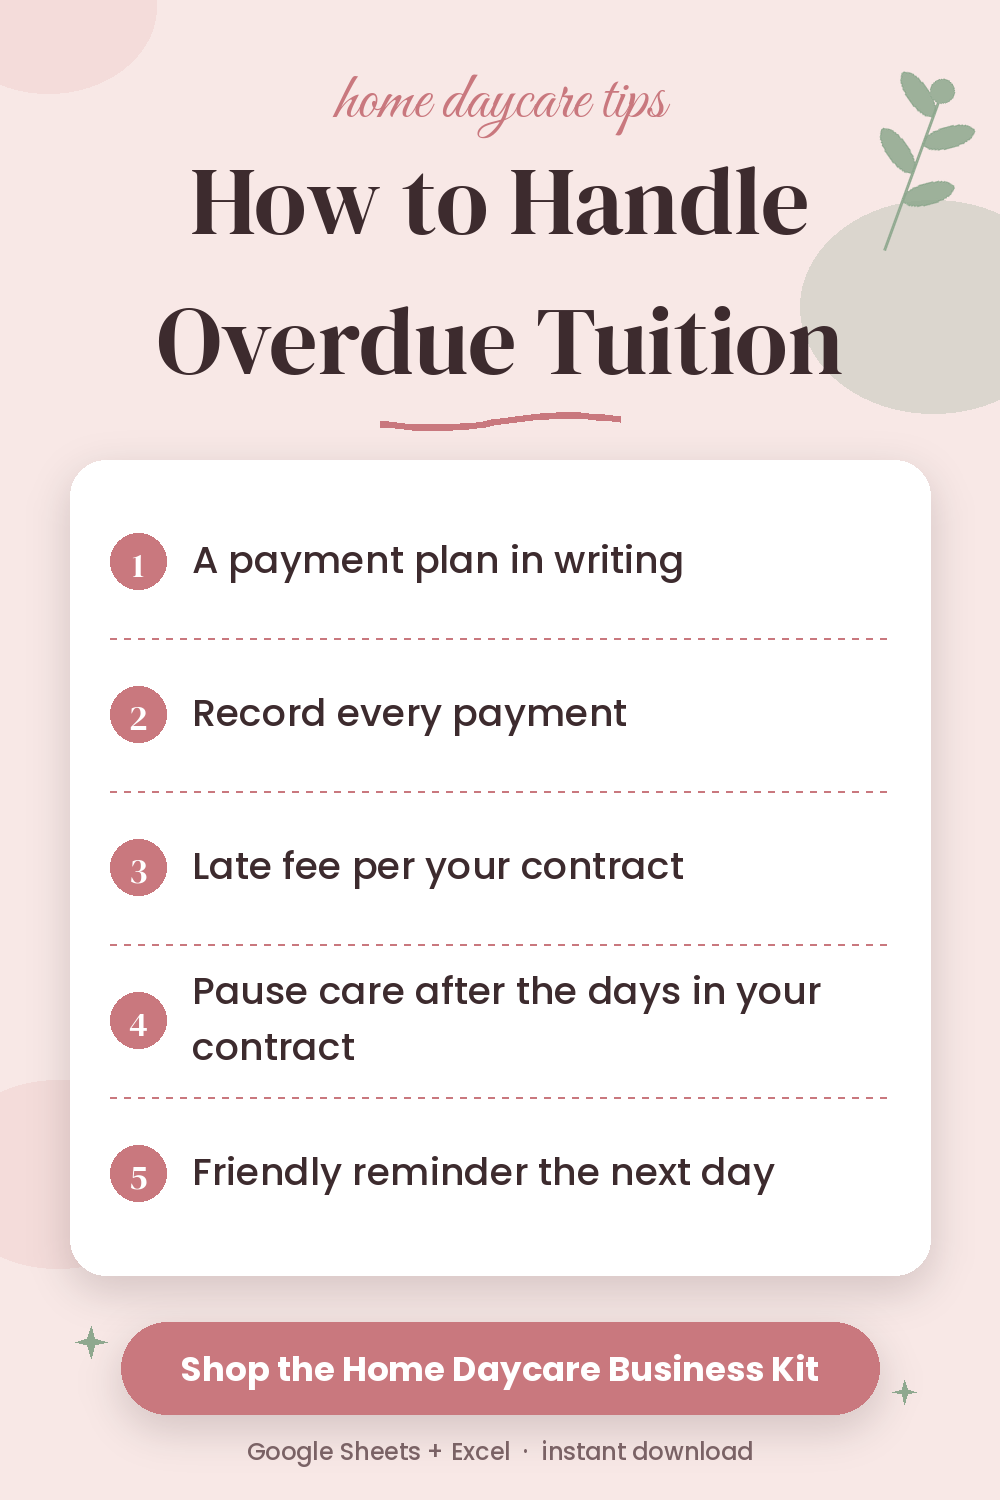 home daycare tips
How to Handle
Overdue Tuition
1 A payment plan in writing
2 Record every payment
3 Late fee per your contract
4 Pause care after the days in your
contract
5 Friendly reminder the next day
Shop the Home Daycare Business Kit
Google Sheets + Excel · instant download